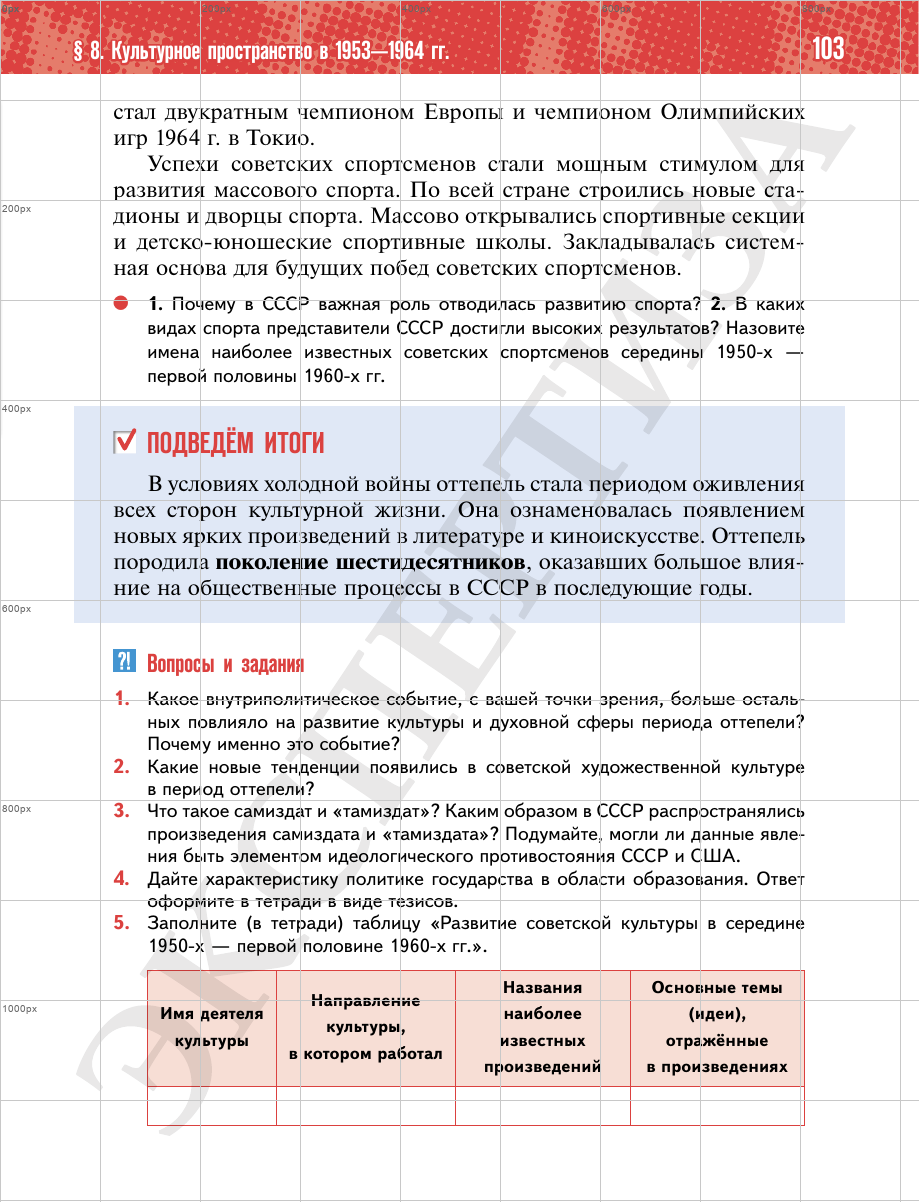 § 8. Культурное пространство в 1953—1964 гг.
103
стал двукратным чемпионом Европы и чемпионом Олимпийских
игр 1964 г. в Токио.
Успехи советских спортсменов стали мощным стимулом для
развития массового спорта. По всей стране строились новые ста-
дионы и дворцы спорта. Массово открывались спортивные секции
и детско-юношеские спортивные школы. Закладывалась систем-
ная основа для будущих побед советских спортсменов.
1. Почему в СССР важная роль отводилась развитию спорта? 2. В каких
видах спорта представители СССР достигли высоких результатов? Назовите
имена наиболее известных советских спортсменов середины 1950-х —
первой половины 1960-х гг.
ПОДВЕДЁМ ИТОГИ
В условиях холодной войны оттепель стала периодом оживления
всех сторон культурной жизни. Она ознаменовалась появлением
новых ярких произведений в литературе и киноискусстве. Оттепель
породила поколение шестидесятников, оказавших большое влия-
ние на общественные процессы в СССР в последующие годы.
?! Вопросы и задания
1. Какое внутриполитическое событие, с вашей точки зрения, больше осталь-
ных повлияло на развитие культуры и духовной сферы периода оттепели?
Почему именно это событие?
2. Какие новые тенденции появились в советской художественной культуре
в период оттепели?
3. Что такое самиздат и «тамиздат»? Каким образом в СССР распространялись
произведения самиздата и «тамиздата»? Подумайте, могли ли данные явле-
ния быть элементом идеологического противостояния СССР и США.
4. Дайте характеристику политике государства в области образования. Ответ
оформите в тетради в виде тезисов.
5. Заполните (в тетради) таблицу «Развитие советской культуры в середине
1950-х — первой половине 1960-х гг.».
Имя деятеля
культуры
Направление
культуры,
в котором работал
Названия
наиболее
известных
произведений
Основные темы
(идеи),
отражённые
в произведениях
ЭКСПЕРТИЗА
200px
400px
600px
800px
1000px